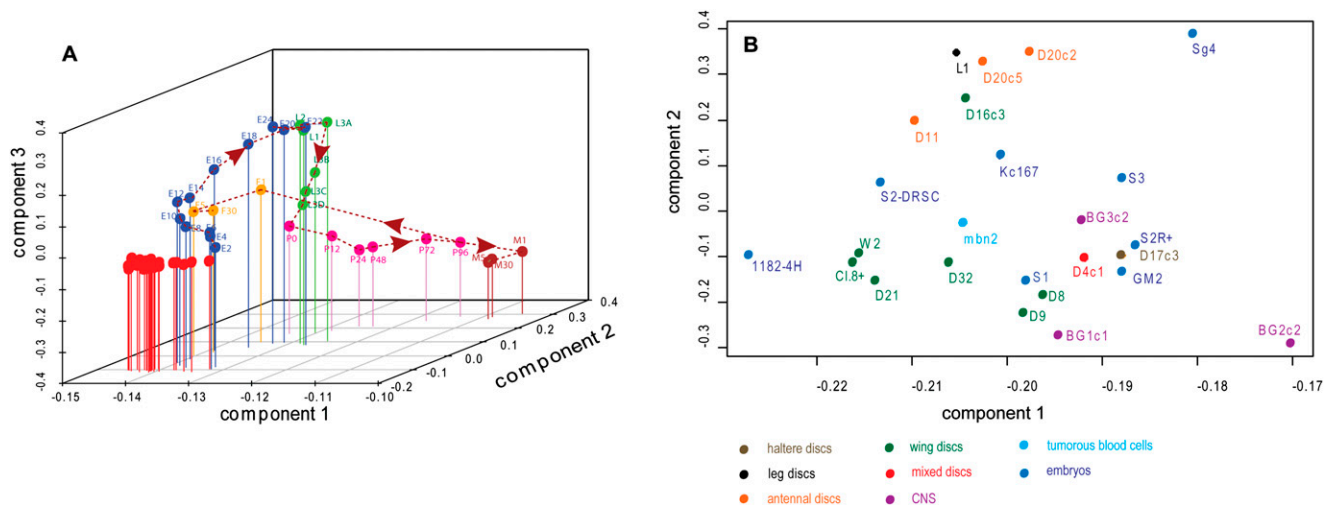 A
component 3
0.4
0.3
0.2
0.1
0.0
-0.1
-0.2
-0.3
-0.4
-0.15
-0.14
-0.13
-0.12
-0.11
-0.10
component 1
-0.2
-0.1
0.0
0.1
0.2
0.3
0.4
component 2
E24
E20
L2
E22
L3A
L1
E18
E16
L3B
E12
E14
F1
L3C
F30
L3D
E10
E8
E4
E2
P0
P12
P24
P48
P72
P96
M1
M30
B
component 2
0.4
0.3
0.2
0.1
0.0
-0.1
-0.2
-0.3
-0.22
-0.21
-0.20
-0.19
-0.18
-0.17
component 1
Sg4
L1
D20c2
D20c5
D16c3
D11
Kc167
S2-DRSC
S3
BG3c2
mbn2
S2R+
W 2
D17c3
1182-4H
Cl.8+
D4c1
D21
D32
S1
GM2
D8
D9
BG1c1
BG2c2
haltere discs
wing discs
tumorous blood cells
leg discs
mixed discs
embryos
antennal discs
CNS